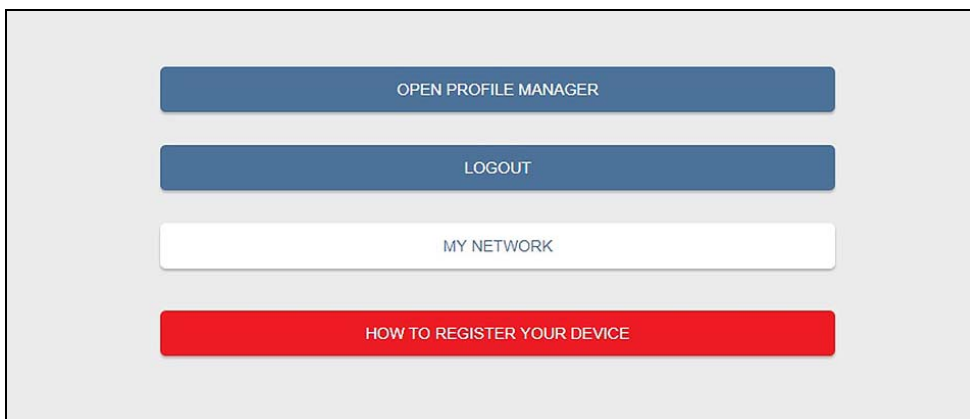 OPEN PROFILE MANAGER
LOGOUT
MY NETWORK
HOW TO REGISTER YOUR DEVICE